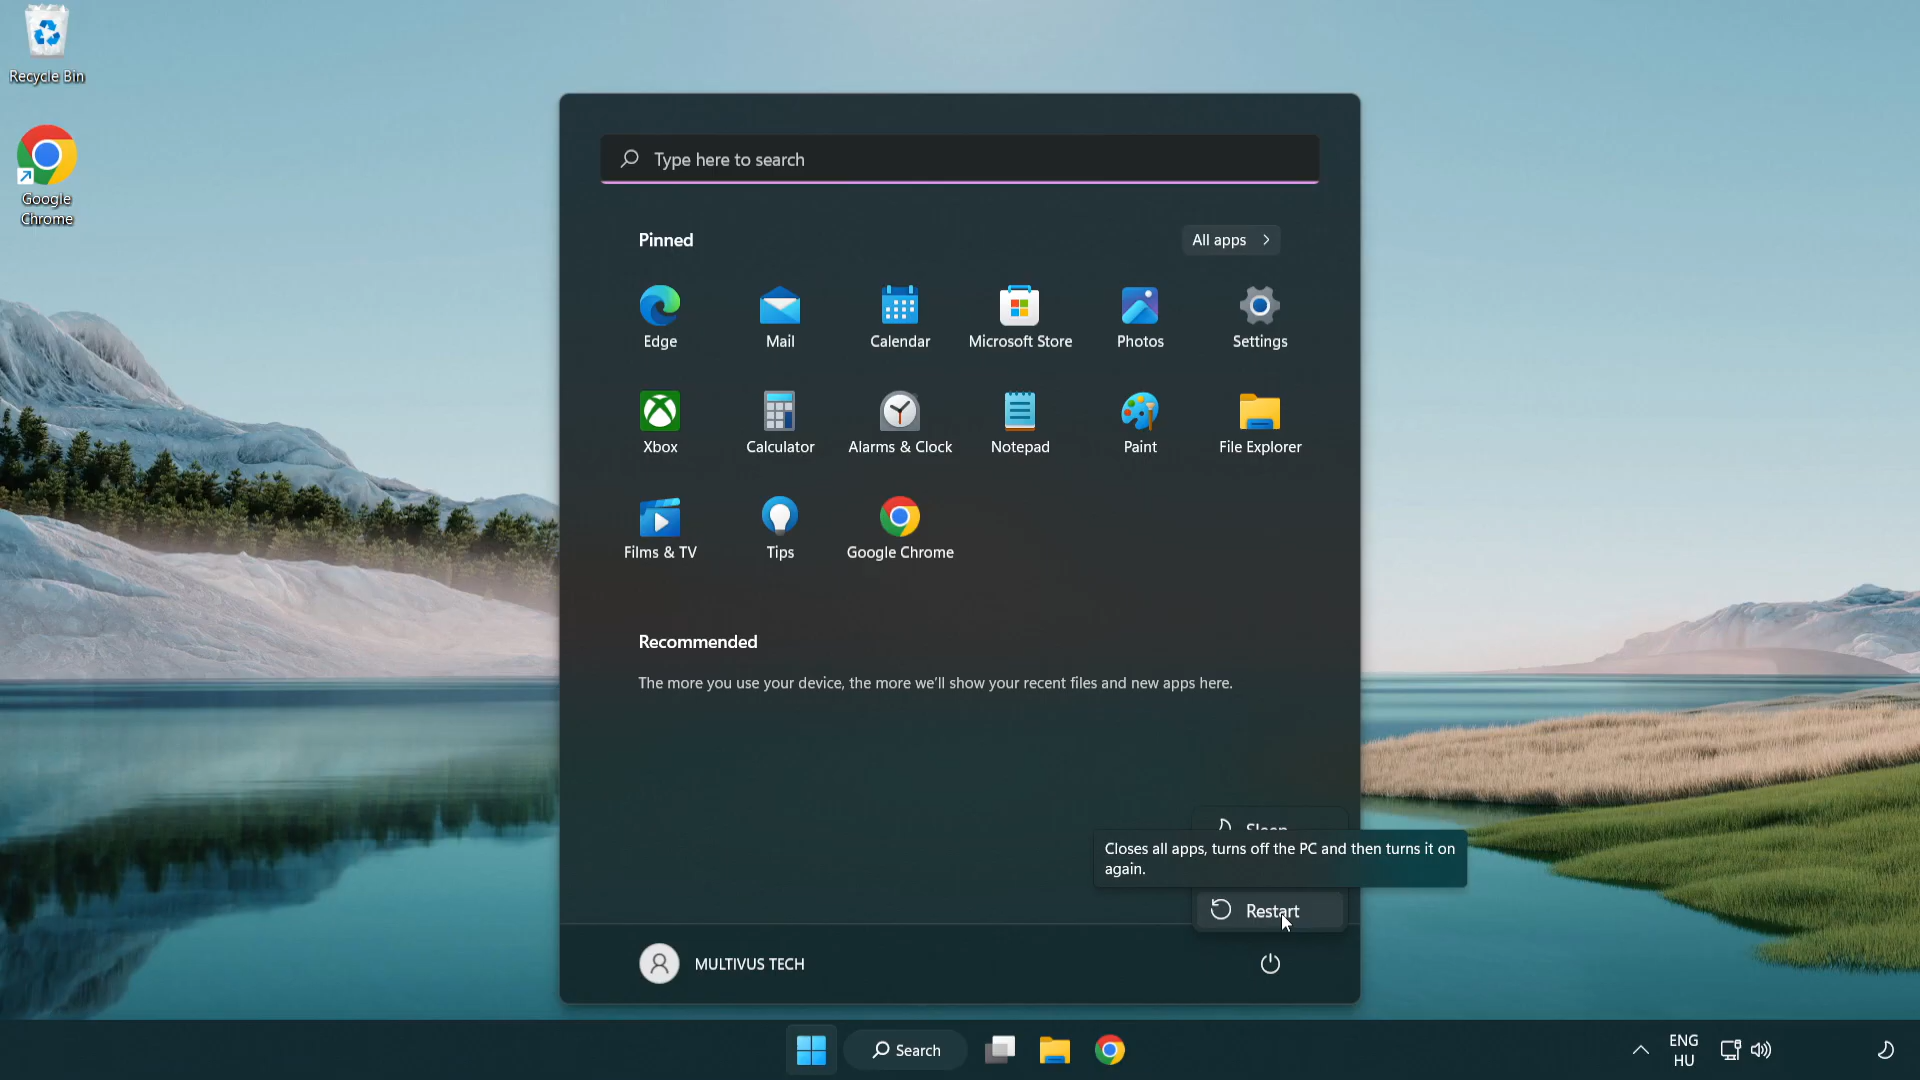 Recycle Bin
Google
Chrome
Type here to search
Pinned
All apps
Edge
Mail
Calendar
Microsoft Store
Photos
Settings
Xbox
Calculator
Alarms & Clock
Notepad
Paint
File Explorer
Films & TV
Tips
Google Chrome
Recommended
The more you use your device, the more we'll show your recent files and new apps here.
Sleep
Closes all apps, turns off the PC and then turns it on
again.
Restart
MULTIVUS TECH
Search
ENG
HU